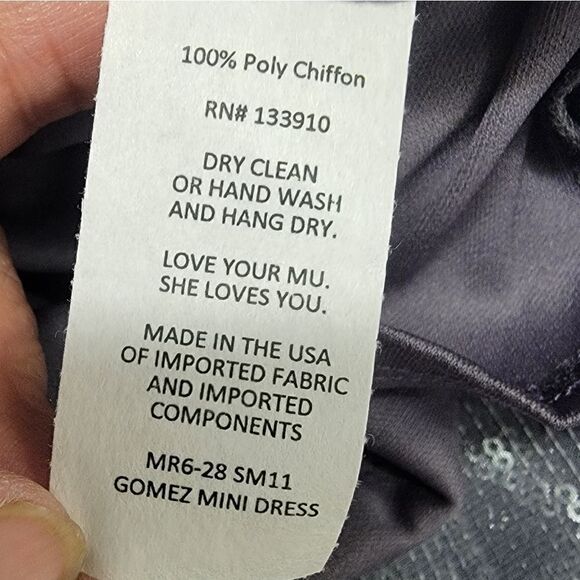 100% Poly Chiffon
RN# 133910
DRY CLEAN
OR HAND WASH
AND HANG DRY.
LOVE YOUR MU.
SHE LOVES YOU.
MADE IN THE USA
OF IMPORTED FABRIC
AND IMPORTED
COMPONENTS
MR6-28 SM11
GOMEZ MINI DRESS